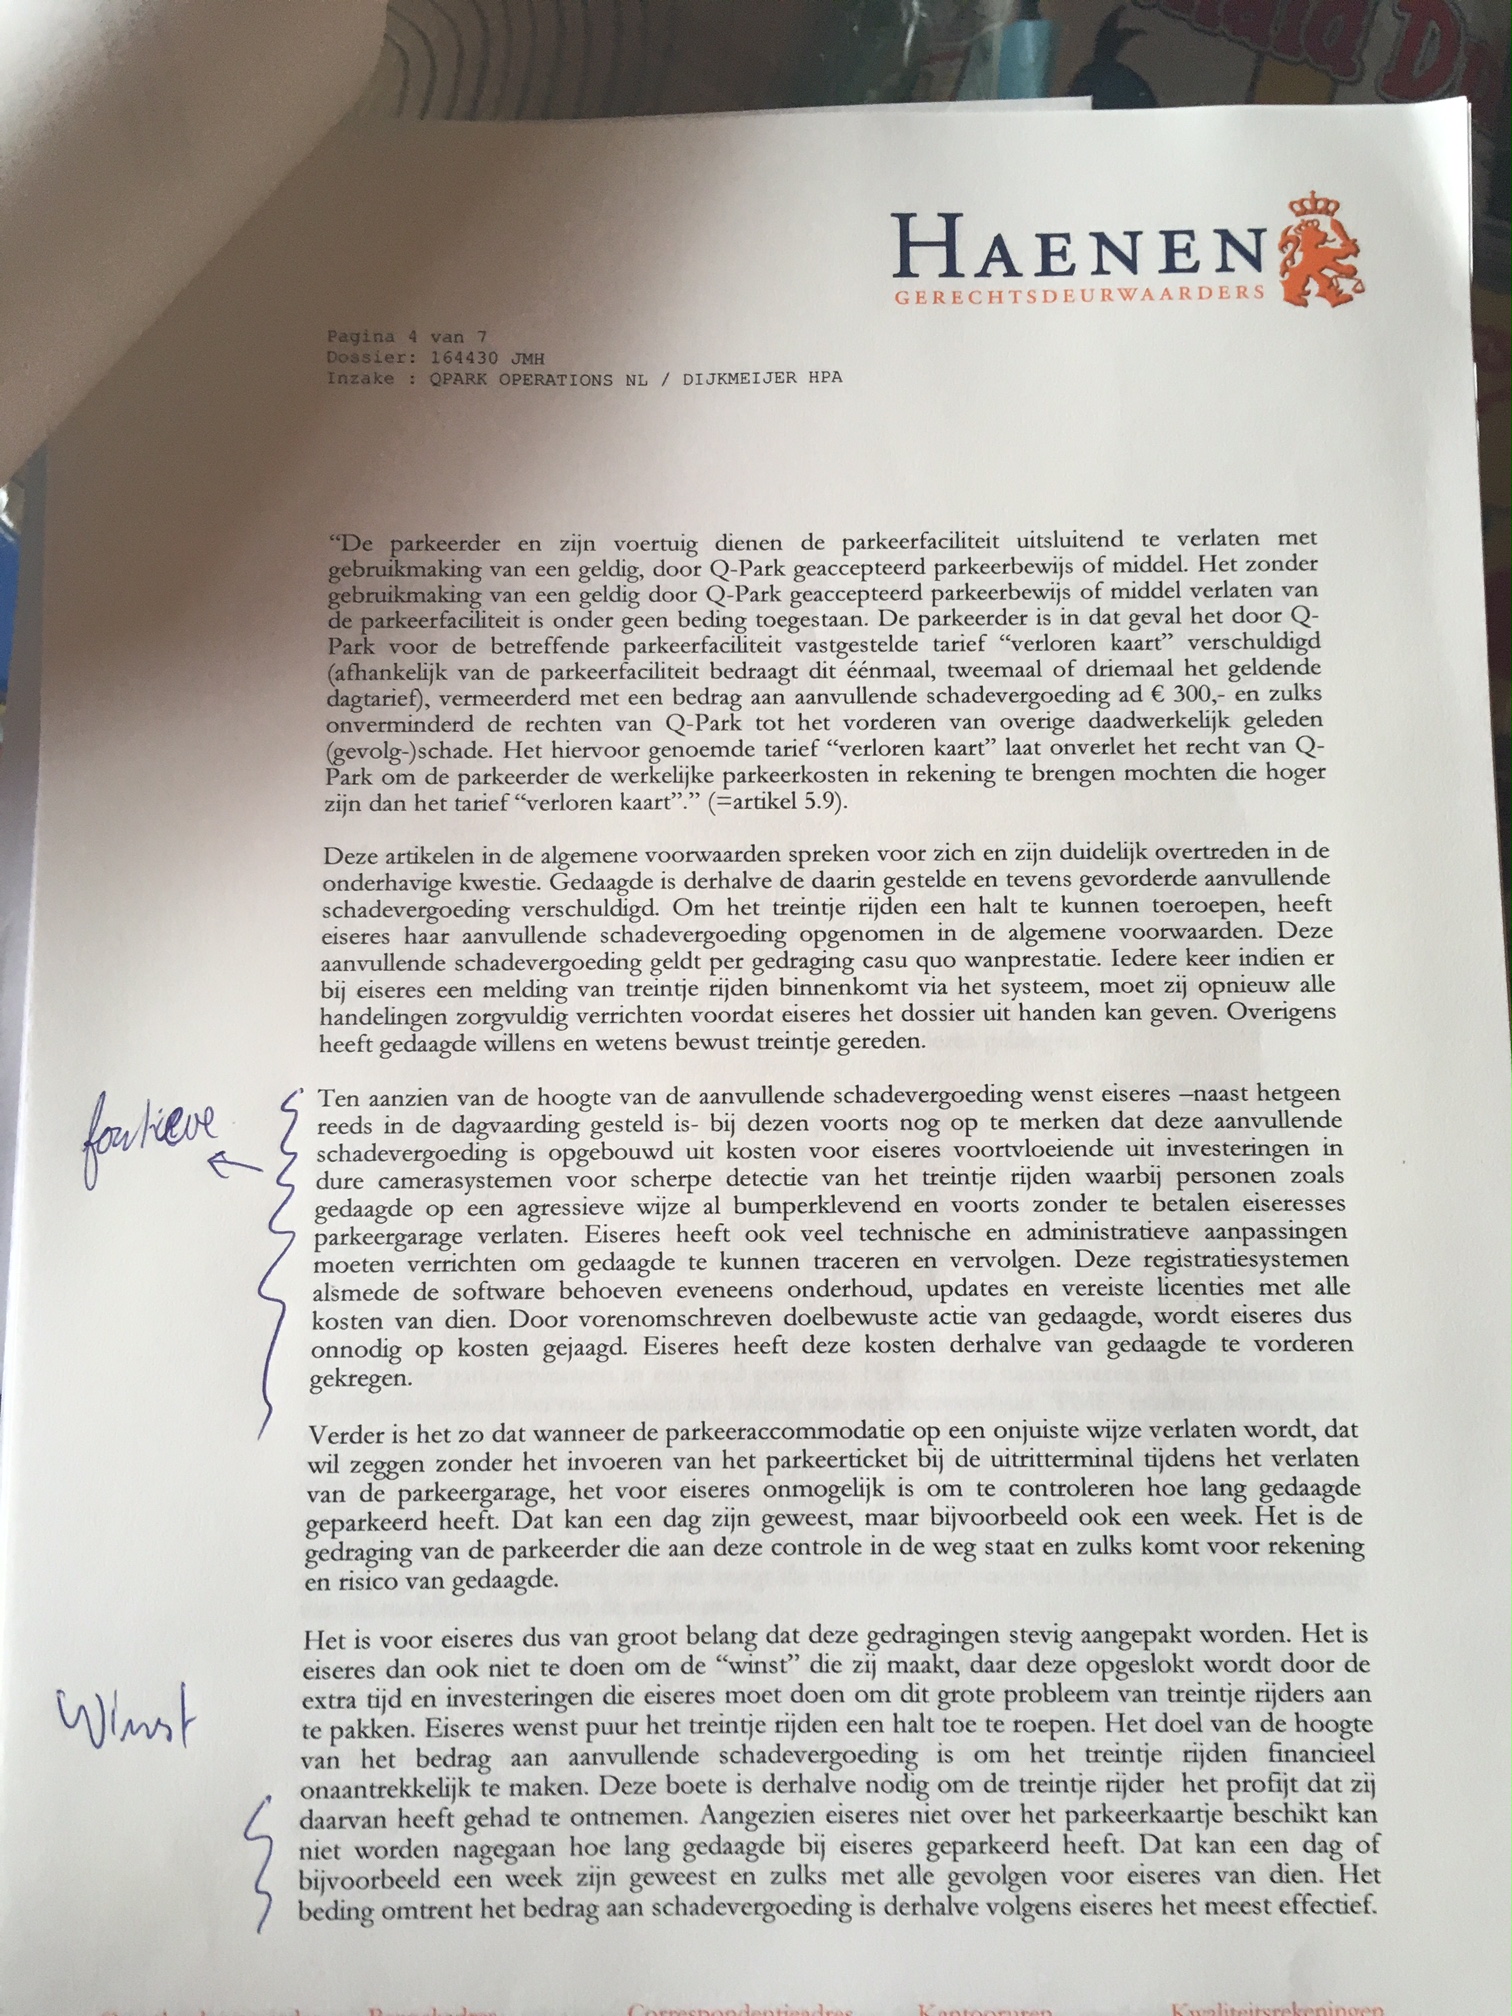 HAENEN
GERECHTSDEURWAARDERS
Pagina 4 van 7
Dossier: 164430 JMH
Inzake : QPARK OPERATIONS NL / DIJKMEIJER HPA
“De parkeerder en zijn voertuig dienen de parkeerfaciliteit uitsluitend te verlaten met
gebruikmaking van een geldig, door Q-Park geaccepteerd parkeerbewijs of middel. Het zonder
gebruikmaking van een geldig door Q-Park geaccepteerd parkeerbewijs of middel verlaten van
de parkeerfaciliteit is onder geen beding toegestaan. De parkeerder is in dat geval het door Q-
Park voor de betreffende parkeerfaciliteit vastgestelde tarief “verloren kaart” verschuldigd
(afhankelijk van de parkeerfaciliteit bedraagt dit éénmaal, tweemaal of driemaal het geldende
dagtarief), vermeerderd met een bedrag aan aanvullende schadevergoeding ad € 300,- en zulks
onverminderd de rechten van Q-Park tot het vorderen van overige daadwerkelijk geleden
(gevolg-)schade. Het hiervoor genoemde tarief “verloren kaart” laat onverlet het recht van Q-
Park om de parkeerder de werkelijke parkeerkosten in rekening te brengen mochten die hoger
zijn dan het tarief “verloren kaart”.” (=artikel 5.9).
Deze artikelen in de algemene voorwaarden spreken voor zich en zijn duidelijk overtreden in de
onderhavige kwestie. Gedaagde is derhalve de daarin gestelde en tevens gevorderde aanvullende
schadevergoeding verschuldigd. Om het treintje rijden een halt te kunnen toeroepen, heeft
eiseres haar aanvullende schadevergoeding opgenomen in de algemene voorwaarden. Deze
aanvullende schadevergoeding geldt per gedraging casu quo wanprestatie. Iedere keer indien er
bij eiseres een melding van treintje rijden binnenkomt via het systeem, moet zij opnieuw alle
handelingen zorgvuldig verrichten voordat eiseres het dossier uit handen kan geven. Overigens
heeft gedaagde willens en wetens bewust treintje gereden.
foutieve
Ten aanzien van de hoogte van de aanvullende schadevergoeding wenst eiseres –naast hetgeen
reeds in de dagvaarding gesteld is- bij dezen voorts nog op te merken dat deze aanvullende
schadevergoeding is opgebouwd uit kosten voor eiseres voortvloeiende uit investeringen in
dure camerasystemen voor scherpe detectie van het treintje rijden waarbij personen zoals
gedaagde op een agressieve wijze al bumperklevend en voorts zonder te betalen eiseresses
parkeergarage verlaten. Eiseres heeft ook veel technische en administratieve aanpassingen
moeten verrichten om gedaagde te kunnen traceren en vervolgen. Deze registratiesystemen
alsmede de software behoeven eveneens onderhoud, updates en vereiste licenties met alle
kosten van dien. Door vorenomschreven doelbewuste actie van gedaagde, wordt eiseres dus
onnodig op kosten gejaagd. Eiseres heeft deze kosten derhalve van gedaagde te vorderen
gekregen.
Verder is het zo dat wanneer de parkeeraccommodatie op een onjuiste wijze verlaten wordt, dat
wil zeggen zonder het invoeren van het parkeerticket bij de uitritterminal tijdens het verlaten
van de parkeergarage, het voor eiseres onmogelijk is om te controleren hoe lang gedaagde
geparkeerd heeft. Dat kan een dag zijn geweest, maar bijvoorbeeld ook een week. Het is de
gedraging van de parkeerder die aan deze controle in de weg staat en zulks komt voor rekening
en risico van gedaagde.
Winst
Het is voor eiseres dus van groot belang dat deze gedragingen stevig aangepakt worden. Het is
eiseres dan ook niet te doen om de “winst” die zij maakt, daar deze opgeslokt wordt door de
extra tijd en investeringen die eiseres moet doen om dit grote probleem van treintje rijders aan
te pakken. Eiseres wenst puur het treintje rijden een halt toe te roepen. Het doel van de hoogte
van het bedrag aan aanvullende schadevergoeding is om het treintje rijden financieel
onaantrekkelijk te maken. Deze boete is derhalve nodig om de treintje rijder het profijt dat zij
daarvan heeft gehad te ontnemen. Aangezien eiseres niet over het parkeerkaartje beschikt kan
niet worden nagegaan hoe lang gedaagde bij eiseres geparkeerd heeft. Dat kan een dag of
bijvoorbeeld een week zijn geweest en zulks met alle gevolgen voor eiseres van dien. Het
beding omtrent het bedrag aan schadevergoeding is derhalve volgens eiseres het meest effectief.
Correspondentieadres Kantooruren Kwaliteitsrekeningen